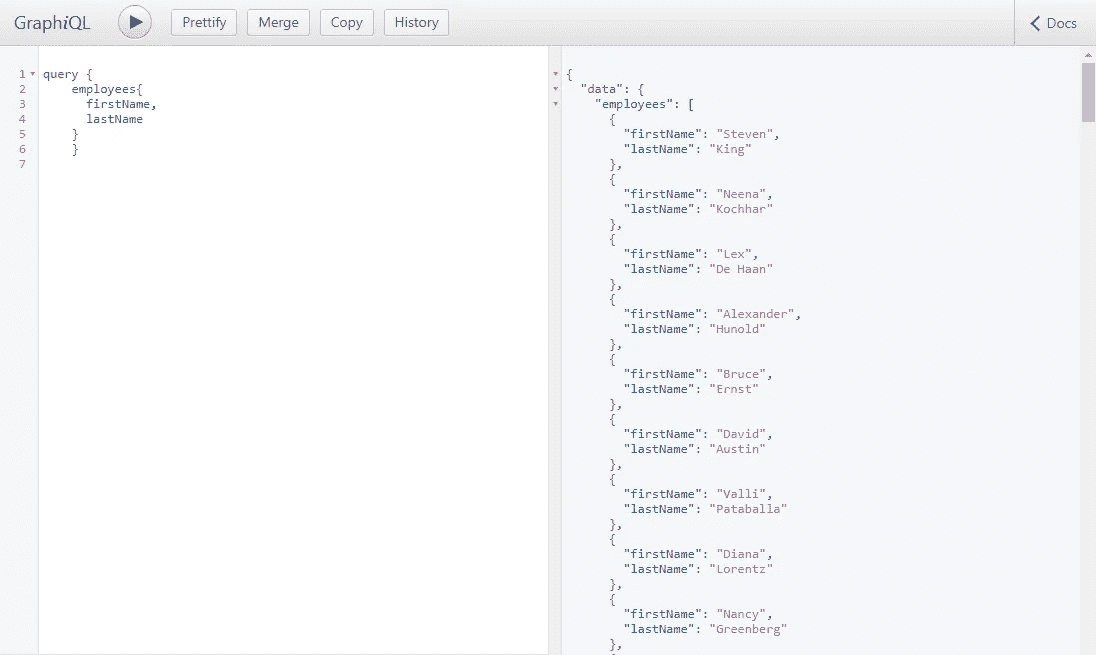 GraphiQL Prettify Merge Copy History Docs
1 query {
2 employees{
3 firstName,
4 lastName
5 }
6 }
7
{
"data": {
"employees": [
{
"firstName": "Steven",
"lastName": "King"
},
{
"firstName": "Neena",
"lastName": "Kochhar"
},
{
"firstName": "Lex",
"lastName": "De Haan"
},
{
"firstName": "Alexander",
"lastName": "Hunold"
},
{
"firstName": "Bruce",
"lastName": "Ernst"
},
{
"firstName": "David",
"lastName": "Austin"
},
{
"firstName": "Valli",
"lastName": "Pataballa"
},
{
"firstName": "Diana",
"lastName": "Lorentz"
},
{
"firstName": "Nancy",
"lastName": "Greenberg"
},